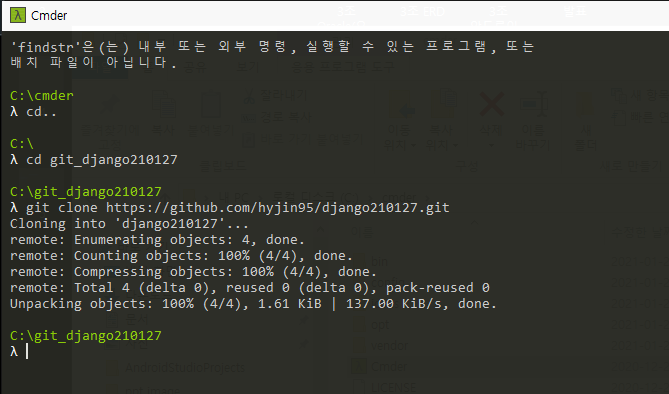 Cmder
'findstr'은(는) 내부 또는 외부 명령, 실행할 수 있는 프로그램, 또는
배치 파일이 아닙니다.
C:\cmder
λ cd..
C:\
λ cd git_django210127
C:\git_django210127
λ git clone https://github.com/hyjin95/django210127.git
Cloning into 'django210127'...
remote: Enumerating objects: 4, done.
remote: Counting objects: 100% (4/4), done.
remote: Compressing objects: 100% (4/4), done.
remote: Total 4 (delta 0), reused 0 (delta 0), pack-reused 0
Unpacking objects: 100% (4/4), 1.61 KiB | 137.00 KiB/s, done.
C:\git_django210127
λ